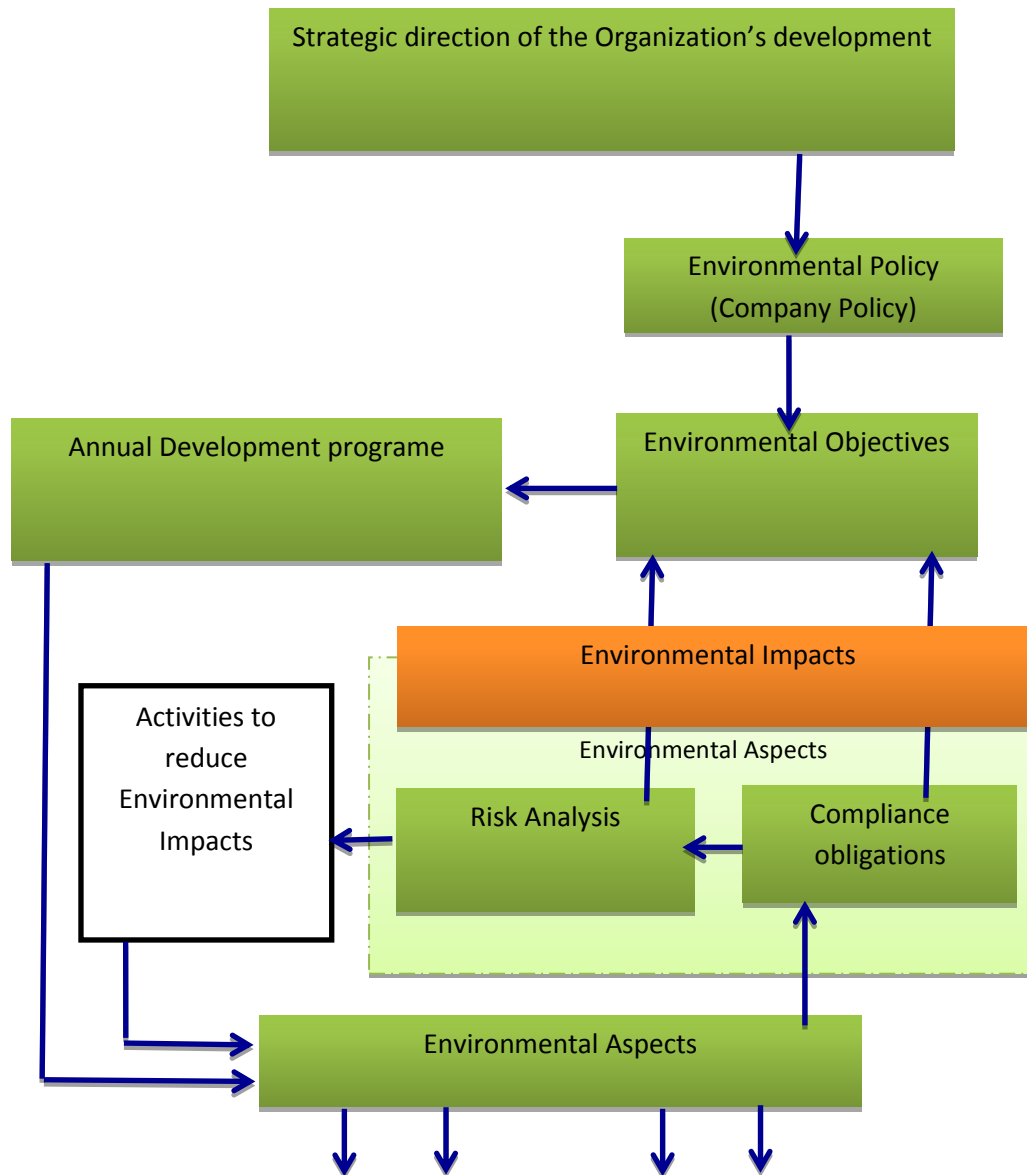 Strategic direction of the Organization’s development
Environmental Policy
(Company Policy)
Annual Development programe
Environmental Objectives
Environmental Impacts
Activities to
reduce
Environmental
Impacts
Environmental Aspects
Risk Analysis
Compliance
obligations
Environmental Aspects